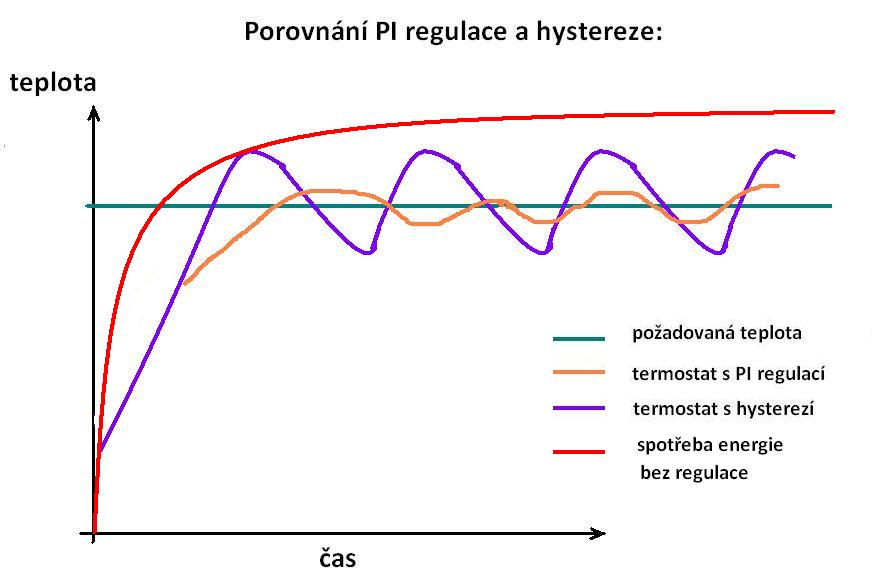 Porovnání PI regulace a hystereze:
teplota
požadovaná teplota
termostat s PI regulací
termostat s hysterezí
spotřeba energie
bez regulace
čas